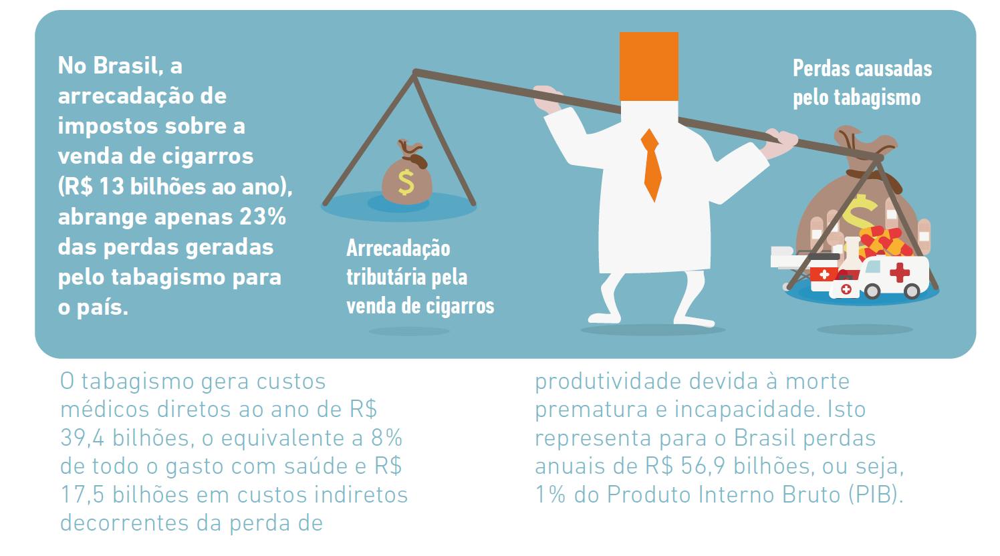 No Brasil, a
arrecadação de
impostos sobre a
venda de cigarros
(R$ 13 bilhões ao ano),
abrange apenas 23%
das perdas geradas
pelo tabagismo para
o país.
$
Arrecadação
tributária pela
venda de cigarros
Perdas causadas
pelo tabagismo
$
O tabagismo gera custos
médicos diretos ao ano de R$
39,4 bilhões, o equivalente a 8%
de todo o gasto com saúde e R$
17,5 bilhões em custos indiretos
decorrentes da perda de
produtividade devida à morte
prematura e incapacidade. Isto
representa para o Brasil perdas
anuais de R$ 56,9 bilhões, ou seja,
1% do Produto Interno Bruto (PIB).